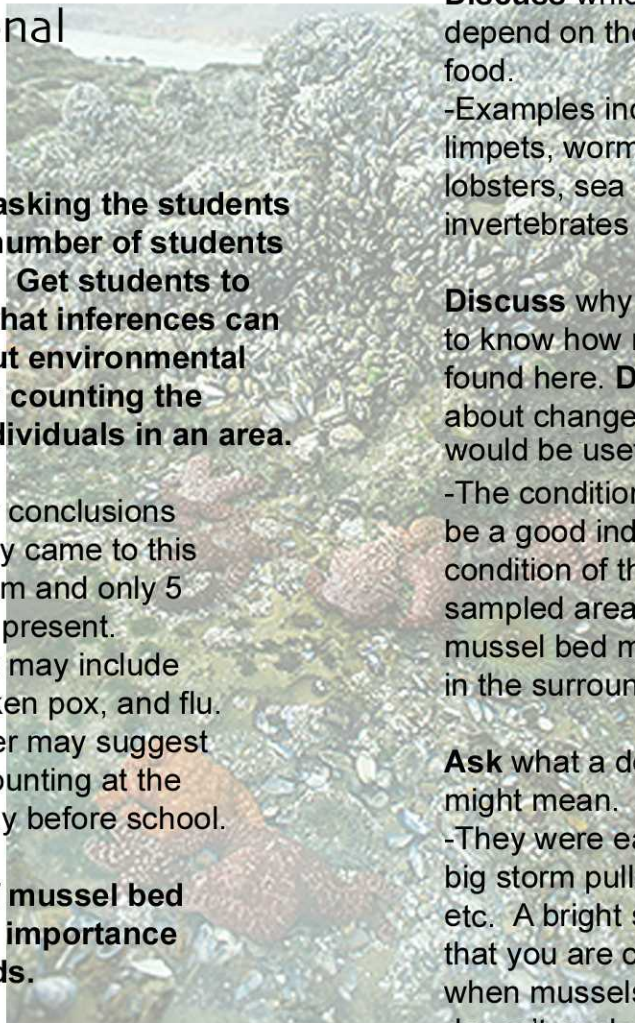 nal
asking the students
number of students
Get students to
hat inferences can
ut environmental
counting the
dividuals in an area.
conclusions
y came to this
m and only 5
present.
may include
ken pox, and flu.
er may suggest
ounting at the
y before school.
mussel bed
importance
ds.
Discuss
depend on the
food.
-Examples inc
limpets, worm
lobsters, sea
invertebrates
Discuss why
to know how
found here. D
about change
would be use
-The condition
be a good ind
condition of th
sampled area
mussel bed m
in the surroun
Ask what a de
might mean.
-They were ea
big storm pull
etc. A bright s
that you are c
when mussels